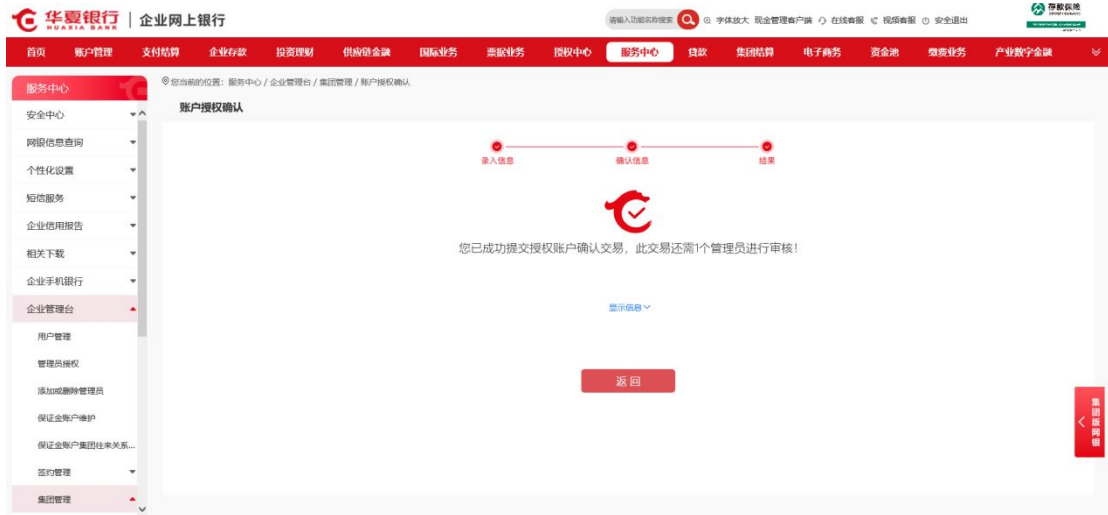 华夏银行 企业网上银行
HUAXIA BANK
请输入功能名称搜索 字体放大 现金管理客户端 在线客服 视频客服 安全退出
存款保险
首页 账户管理 支付结算 企业存款 投资理财 供应链金融 国际业务 票据业务 授权中心 服务中心 贷款 集团结算 电子商务 资金池 缴费业务 产业数字金融
服务中心
您当前的位置：服务中心 / 企业管理台 / 集团管理 / 账户授权确认
账户授权确认
安全中心
网银信息查询
个性化设置
短信服务
企业信用报告
相关下载
企业手机银行
企业管理台
用户管理
管理员授权
添加或删除管理员
保证金账户维护
保证金账户集团往来关系...
签约管理
集团管理
录入信息 确认信息 结果
您已成功提交授权账户确认交易，此交易还需1个管理员进行审核！
显示信息
返回
集团版网银